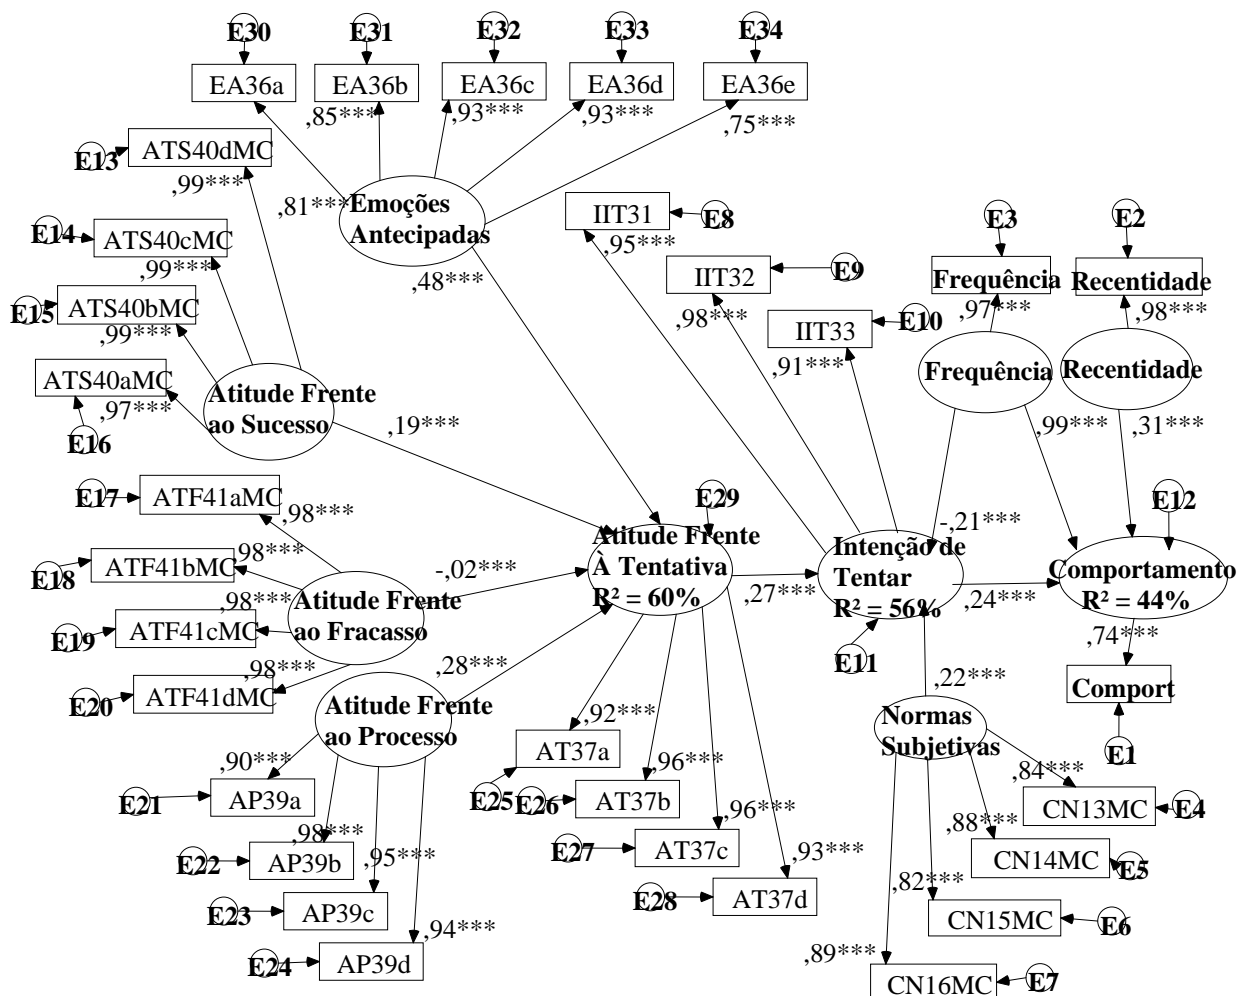 E30
E31
E32
E33
E34
EA36a
EA36b
EA36c
EA36d
EA36e
,85***
,93***
,93***
,75***
E13
ATS40dMC
,99***
,81***
Emoções
Antecipadas
IIT31
E8
E3
E2
E14
ATS40cMC
,99***
,95***
,48***
IIT32
E9
Frequência
Recentidade
E15
ATS40bMC
,99***
,98***
IIT33
E10
,97***
,98***
ATS40aMC
,97***
E16
Atitude Frente
ao Sucesso
,19***
,91***
Frequência
Recentidade
,99***
,31***
E17
ATF41aMC
,98***
E29
E12
E18
ATF41bMC
,98***
Atitude Frente
À Tentativa
R² = 60%
-,21***
Intenção de
Tentar
R² = 56%
Comportamento
R² = 44%
-,02***
,27***
,24***
E19
ATF41cMC
,98***
Atitude Frente
ao Fracasso
E11
,74***
E20
ATF41dMC
,98***
,28***
,22***
Comport
E1
Atitude Frente
ao Processo
,92***
AT37a
E25
Normas
Subjetivas
,90***
E21
AP39a
,96***
E26
AT37b
,84***
CN13MC
E4
,98***
E22
AP39b
,96***
E27
AT37c
,88***
CN14MC
E5
,95***
E23
AP39c
,93***
E28
AT37d
,82***
CN15MC
E6
,94***
E24
AP39d
,89***
CN16MC
E7